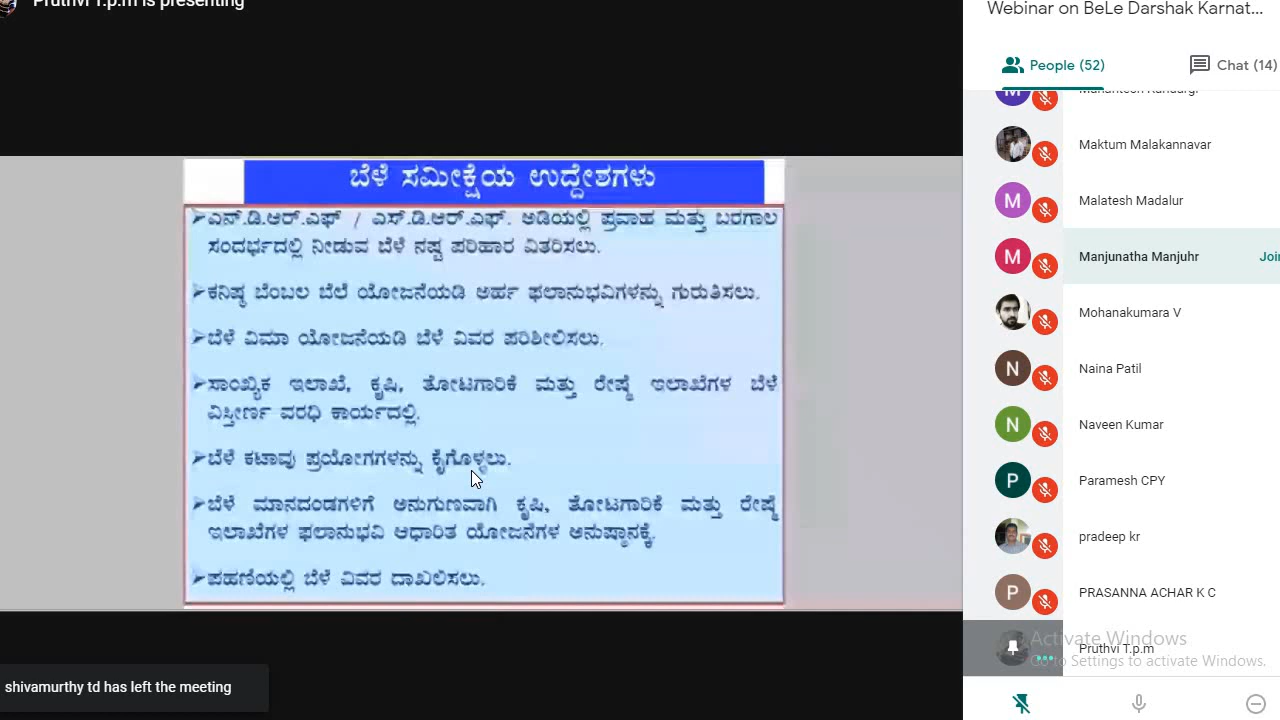 Pruthvi T.p.m is presenting
Webinar on BeLe Darshak Karnat...
People (52)
Chat (14)
ಬೆಳೆ ಸಮೀಕ್ಷೆಯ ಉದ್ದೇಶಗಳು
➢ಎನ್.ಡಿ.ಆರ್.ಎಫ್ / ಎಸ್.ಡಿ.ಆರ್.ಎಫ್. ಅಡಿಯಲ್ಲಿ ಪ್ರವಾಹ ಮತ್ತು ಬರಗಾಲ
ಸಂದರ್ಭದಲ್ಲಿ ನೀಡುವ ಬೆಳೆ ನಷ್ಟ ಪರಿಹಾರ ವಿತರಿಸಲು.
➢ಕನಿಷ್ಠ ಬೆಂಬಲ ಬೆಲೆ ಯೋಜನೆಯಡಿ ಅರ್ಹ ಫಲಾನುಭವಿಗಳನ್ನು ಗುರುತಿಸಲು.
➢ಬೆಳೆ ವಿಮಾ ಯೋಜನೆಯಡಿ ಬೆಳೆ ವಿವರ ಪರಿಶೀಲಿಸಲು.
➢ಸಾಂಖ್ಯಿಕ ಇಲಾಖೆ, ಕೃಷಿ, ತೋಟಗಾರಿಕೆ ಮತ್ತು ರೇಷ್ಮೆ ಇಲಾಖೆಗಳ ಬೆಳೆ
ವಿಸ್ತೀರ್ಣ ವರಧಿ ಕಾರ್ಯದಲ್ಲಿ.
➢ಬೆಳೆ ಕಟಾವು ಪ್ರಯೋಗಗಳನ್ನು ಕೈಗೊಳ್ಳಲು.
➢ಬೆಳೆ ಮಾನದಂಡಗಳಿಗೆ ಅನುಗುಣವಾಗಿ ಕೃಷಿ, ತೋಟಗಾರಿಕೆ ಮತ್ತು ರೇಷ್ಮೆ
ಇಲಾಖೆಗಳ ಫಲಾನುಭವಿ ಆಧಾರಿತ ಯೋಜನೆಗಳ ಅನುಷ್ಠಾನಕ್ಕೆ.
➢ಪಹಣಿಯಲ್ಲಿ ಬೆಳೆ ವಿವರ ದಾಖಲಿಸಲು.
shivamurthy td has left the meeting
M
Maktum Malakannavar
M Malatesh Madalur
M Manjunatha Manjuhr Join
Mohanakumara V
N Naina Patil
N Naveen Kumar
P Paramesh CPY
pradeep kr
P PRASANNA ACHAR K C
Pruthvi T.p.m
Activate Windows
Go to Settings to activate Windows.